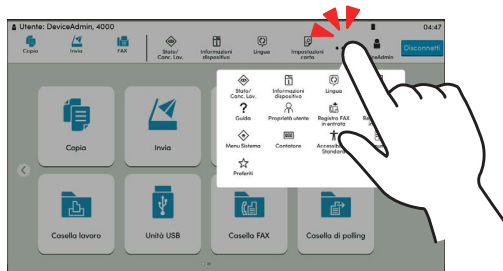 Utente: DeviceAdmin, 4000
04:47
Copia
Invia
FAX
Stato/
Canc. Lav.
Informazioni
dispositivo
Lingua
Impostazioni
carta
Disconnetti
Stato/
Canc. Lav.
Informazioni
dispositivo
Lingua
Guida
Proprietà utente
Registro FAX
in entrata
Menu Sistema
Contatore
Standard
Preferiti
Copia
Invia
Casella lavoro
Unità USB
Casella FAX
Casella di polling